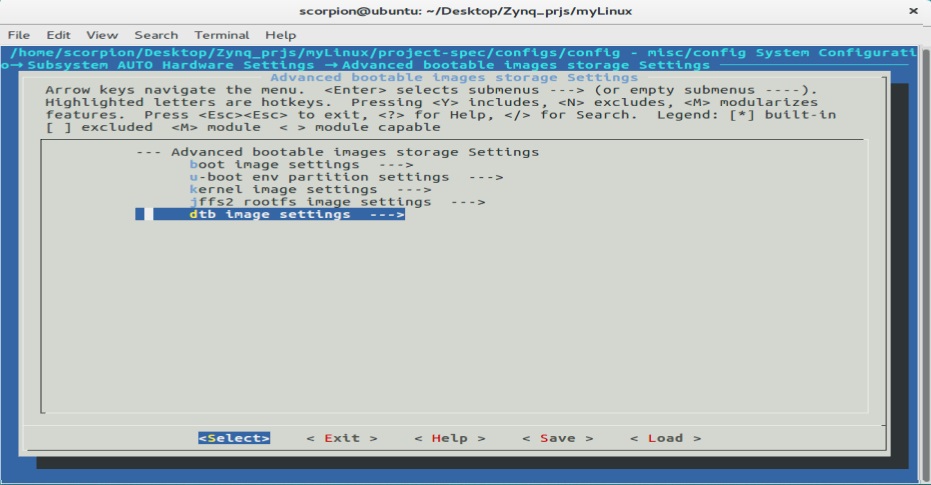 scorpion@ubuntu: ~/Desktop/Zynq_prjs/myLinux ×
File Edit View Search Terminal Help
/home/scorpion/Desktop/Zynq_prjs/myLinux/project-spec/configs/config - misc/config System Configurati
o→ Subsystem AUTO Hardware Settings → Advanced bootable images storage Settings
Advanced bootable images storage Settings
Arrow keys navigate the menu. <Enter> selects submenus ---> (or empty submenus ----).
Highlighted letters are hotkeys. Pressing <Y> includes, <N> excludes, <M> modularizes
features. Press <Esc><Esc> to exit, <?> for Help, </> for Search. Legend: [*] built-in
[ ] excluded <M> module < > module capable
--- Advanced bootable images storage Settings
boot image settings --->
u-boot env partition settings --->
kernel image settings --->
jffs2 rootfs image settings --->
dtb image settings --->
<Select> < Exit > < Help > < Save > < Load >